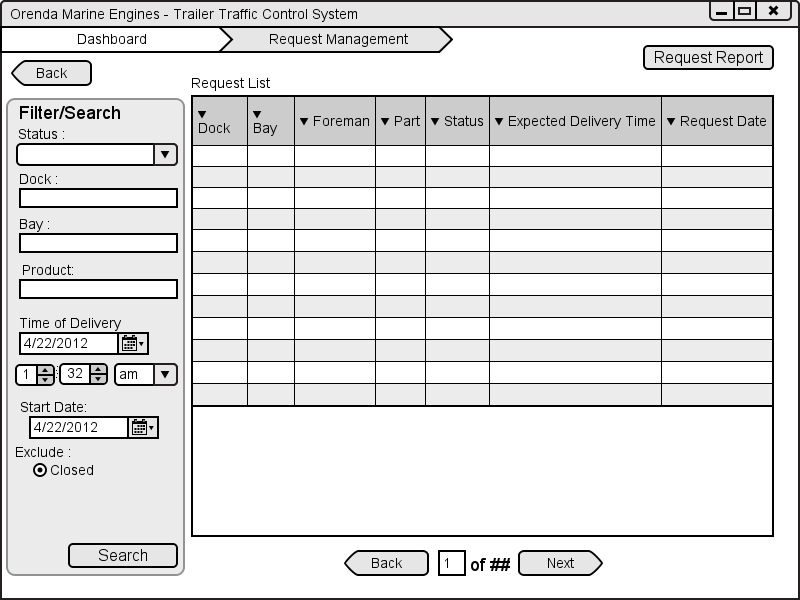 Orenda Marine Engines - Trailer Traffic Control System
Dashboard
Request Management
Request Report
Back
Request List
Filter/Search
Status :
Dock :
Bay :
Product:
Time of Delivery
4/22/2012
1 : 32 am
Start Date:
4/22/2012
Exclude :
Closed
Search
Dock Bay Foreman Part Status Expected Delivery Time Request Date
Back 1 of ## Next